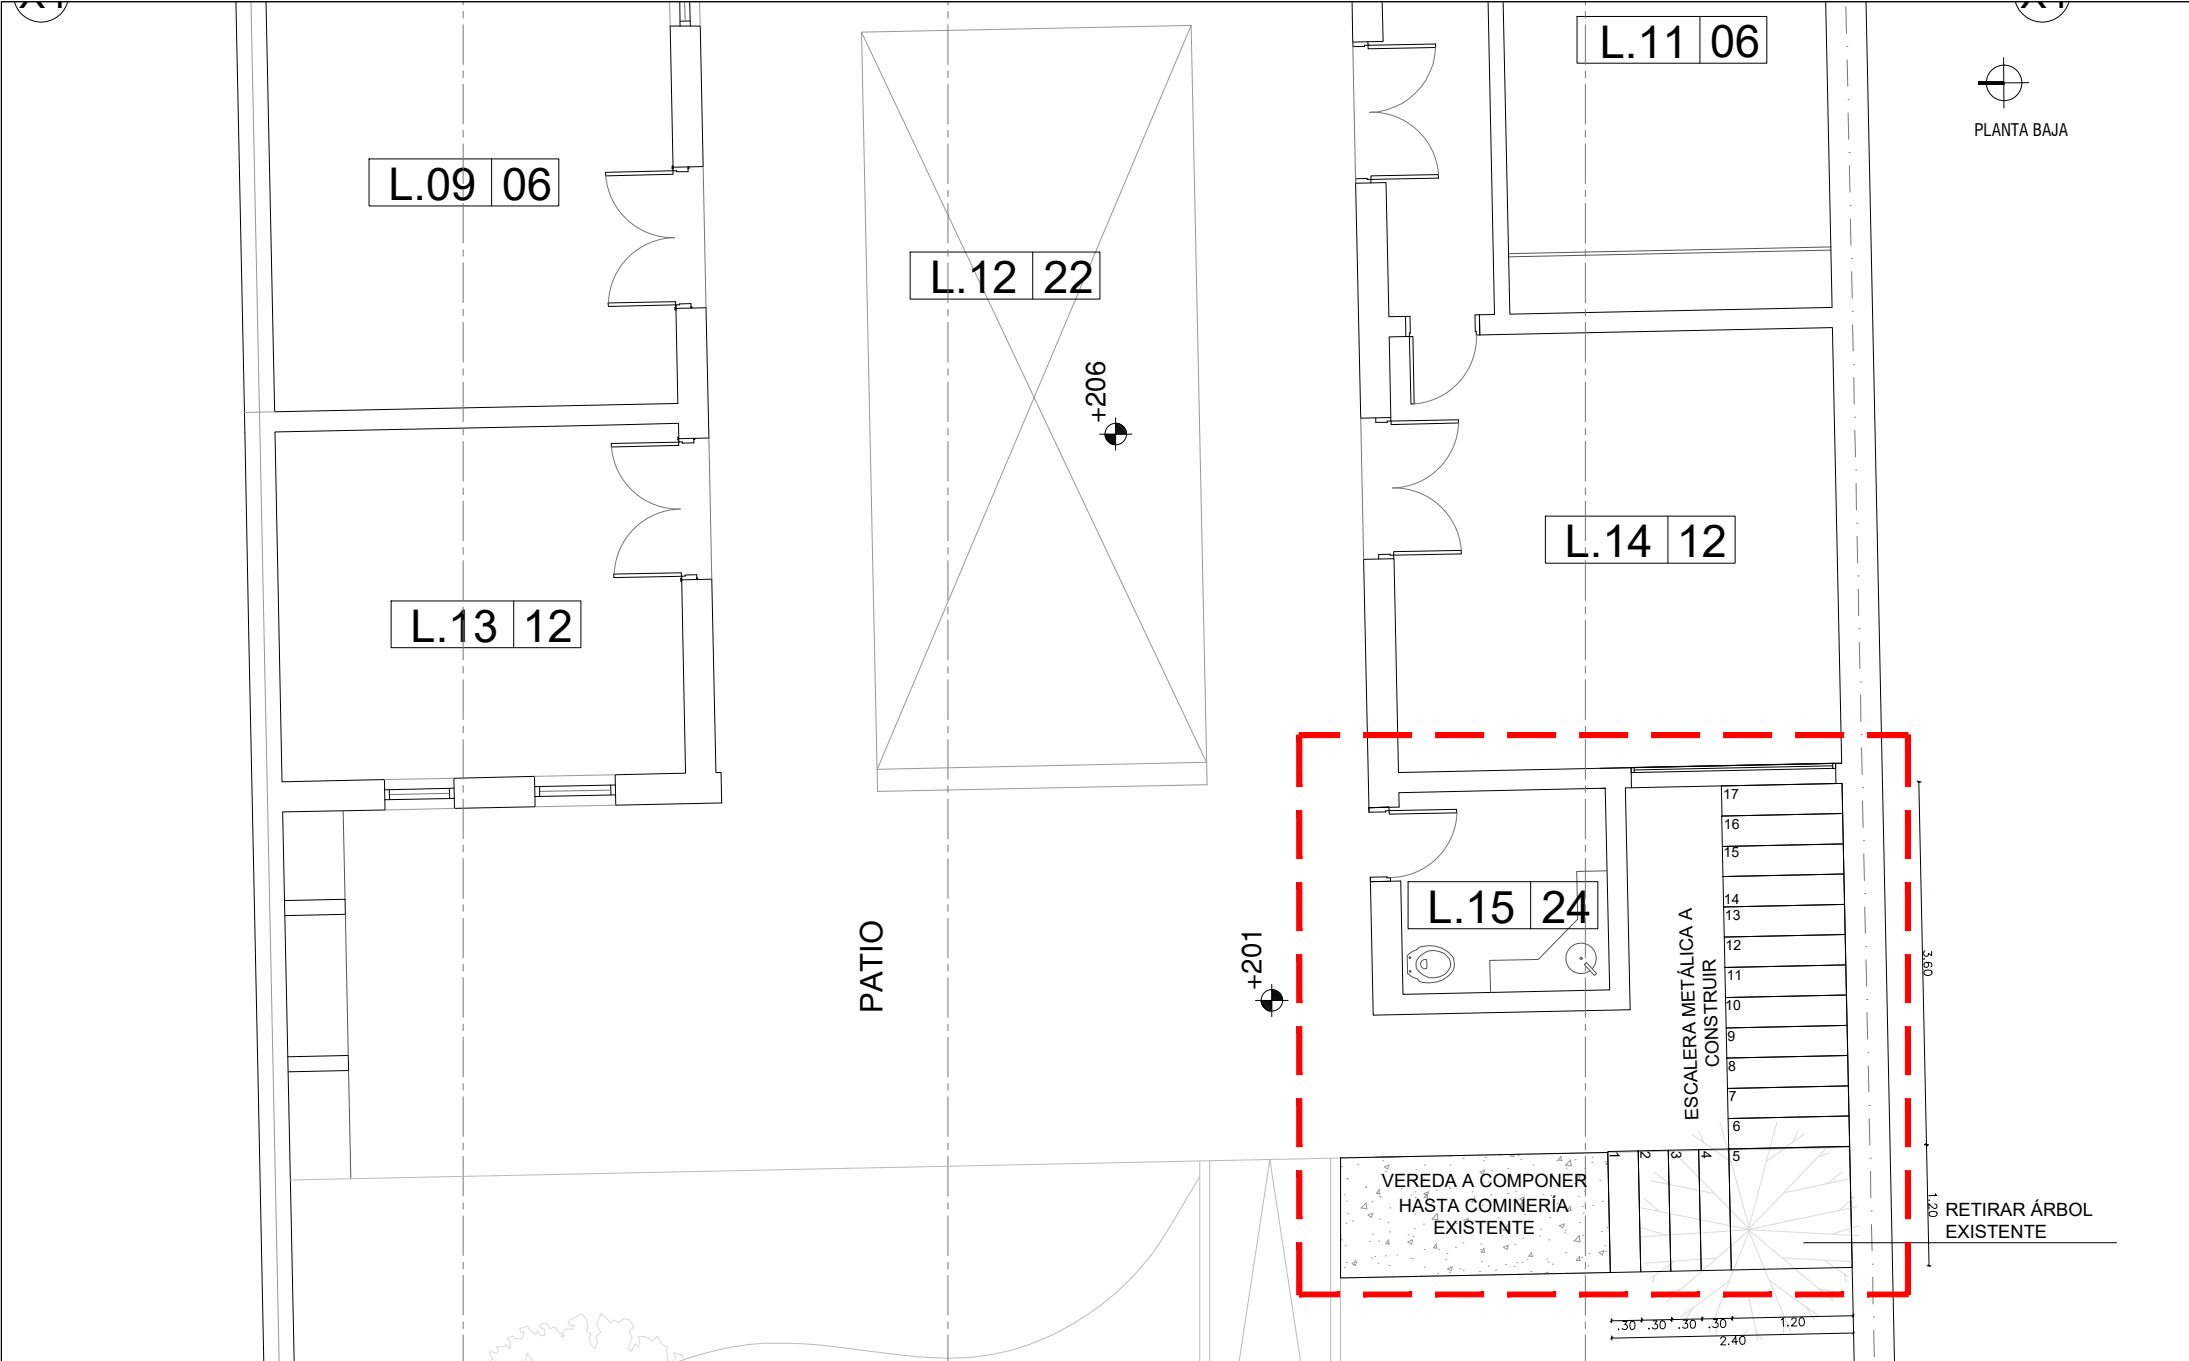 L.11 06
PLANTA BAJA
L.09 06
L.12 22
+206
L.14 12
L.13 12
17
16
15
14
13
12
11
10
9
8
7
6
5
L.15 24
PATIO
+201
ESCALERA METÁLICA A
CONSTRUIR
3.60
1 2 3 4
VEREDA A COMPONER
HASTA COMINERÍA
EXISTENTE
1.20
RETIRAR ÁRBOL
EXISTENTE
.30 .30 .30 .30 1.20
2.40